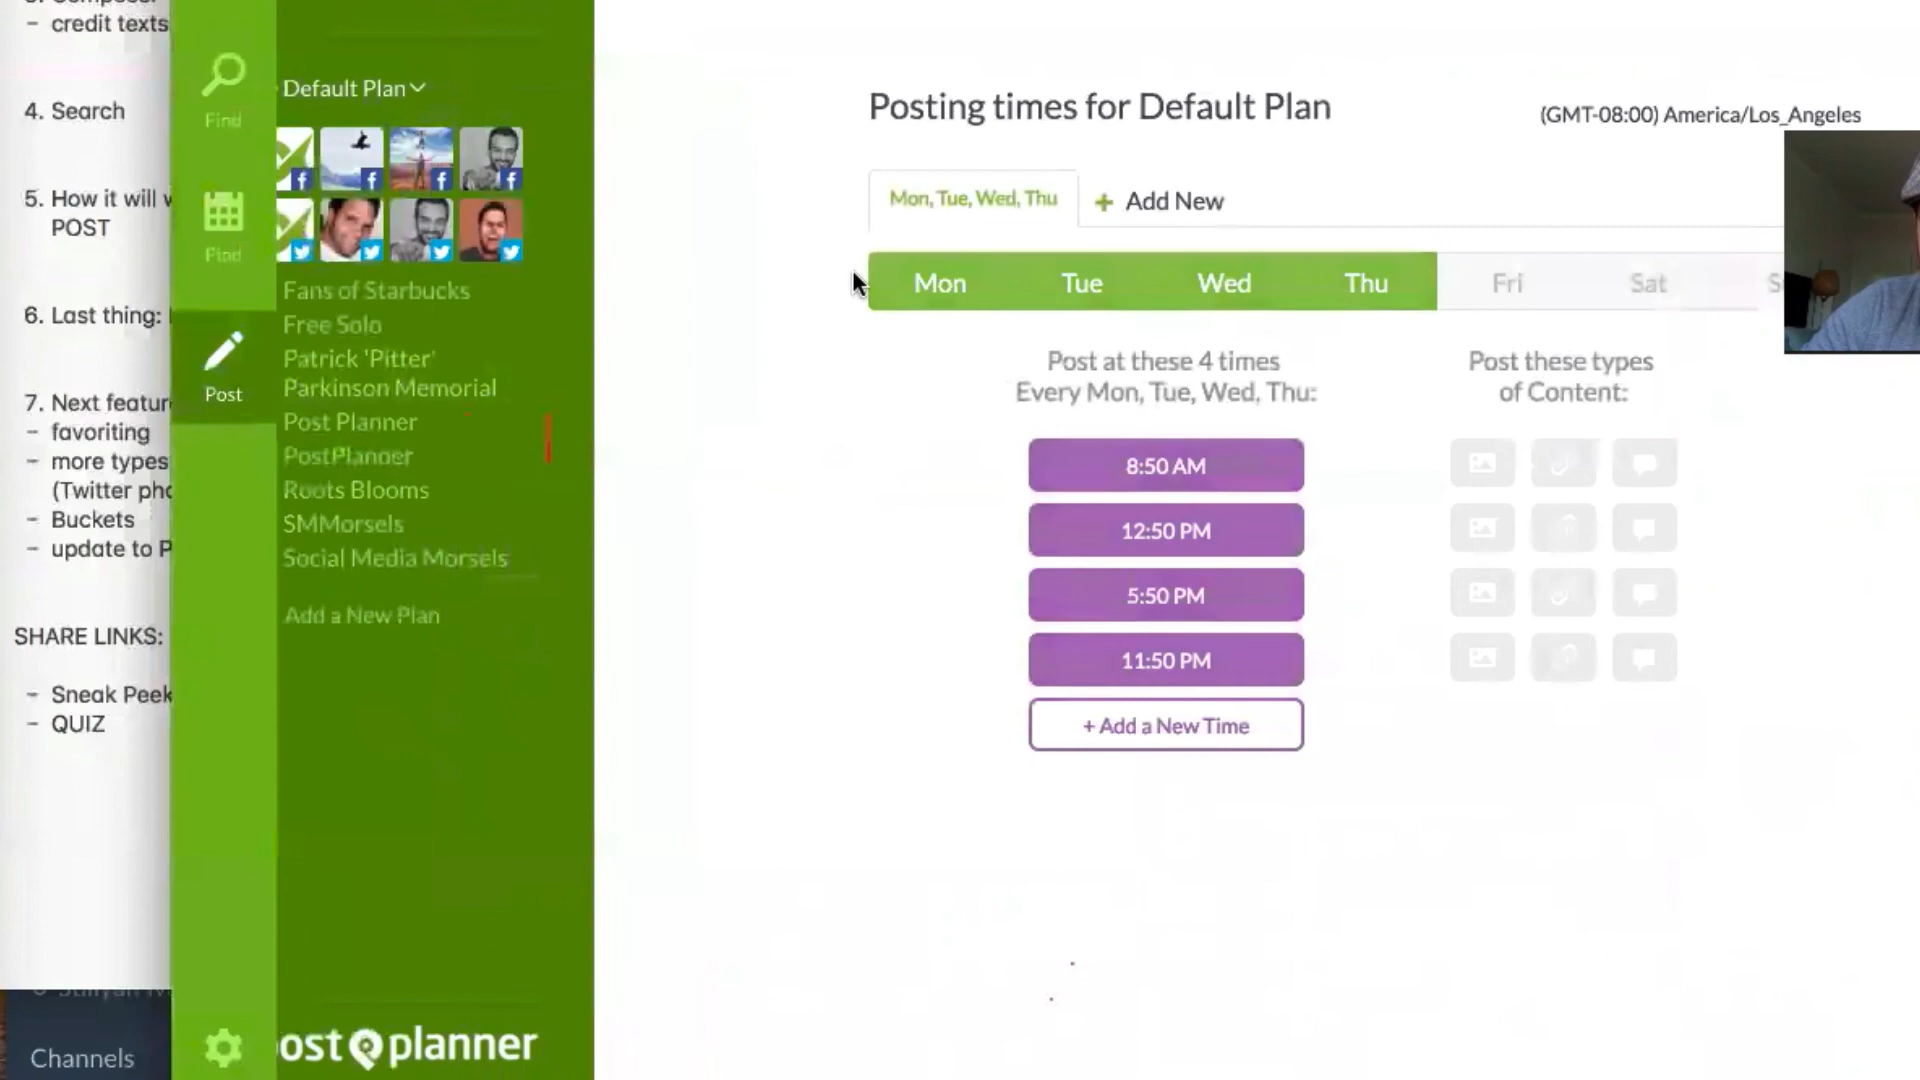 - credit texts
4. Search
5. How it will
POST
6. Last thing:
7. Next
- favoriting
- more types
(Twitter
- Buckets
- update to
SHARE LINKS:
- Sneak Peek
- QUIZ
Channels
Find
Find
Post
Default Plan
Fans of Starbucks
Free Solo
Patrick 'Pitter'
Parkinson Memorial
Post Planner
PostPlanner
Roots Blooms
SMMorsels
Social Media Morsels
Add a New Plan
ost planner
Posting times for Default Plan
(GMT-08:00) America/Los_Angeles
Mon, Tue, Wed, Thu
+ Add New
Mon Tue Wed Thu Fri Sat
Post at these 4 times
Every Mon, Tue, Wed, Thu:
Post these types
of Content:
8:50 AM
12:50 PM
5:50 PM
11:50 PM
+ Add a New Time